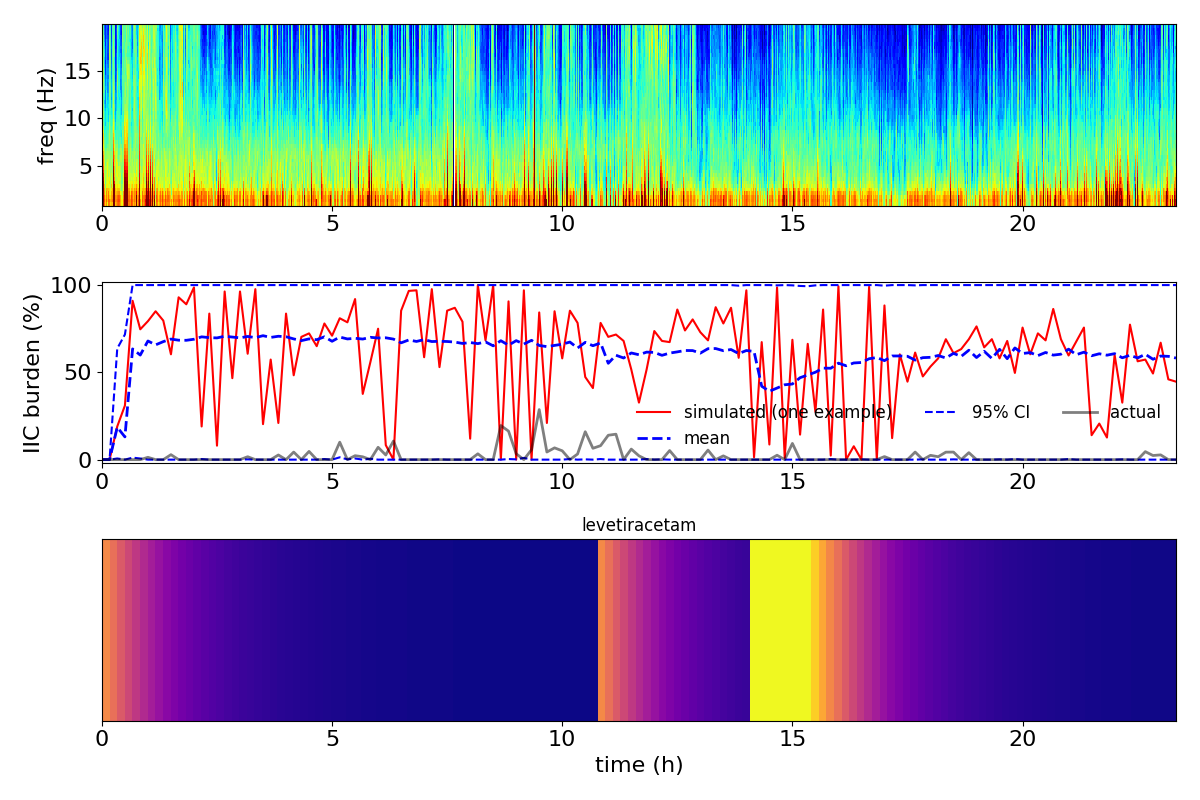 freq (Hz)
15
10
5
0 5 10 15 20
IIC burden (%)
100
50
0
simulated (one example)
mean
95% CI
actual
0 5 10 15 20
levetiracetam
0 5 10 15 20
time (h)